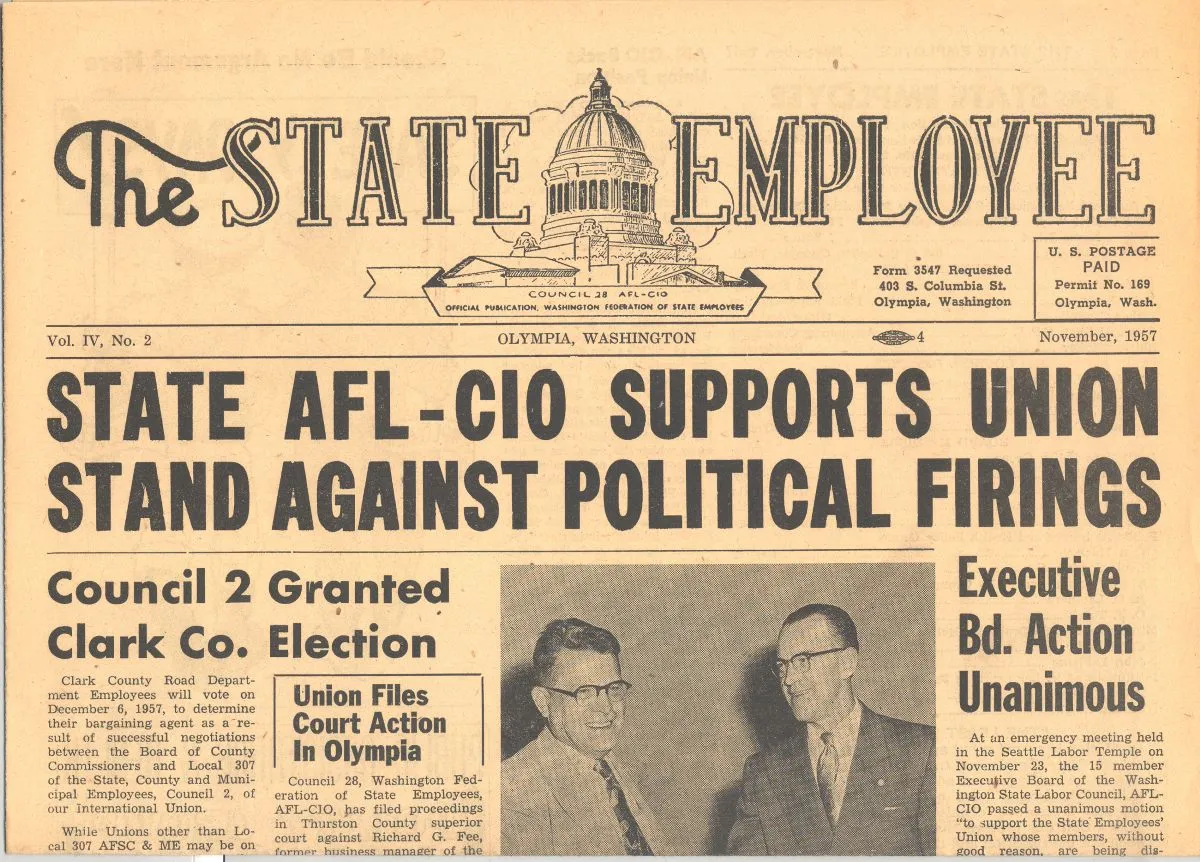 The STATE EMPLOYEE
COUNCIL 28 AFL-CIO
OFFICIAL PUBLICATION, WASHINGTON FEDERATION OF STATE EMPLOYEES
Form 3547 Requested
403 S. Columbia St.
Olympia, Washington
U. S. POSTAGE
PAID
Permit No. 169
Olympia, Wash.
Vol. IV, No. 2
OLYMPIA, WASHINGTON
4
November, 1957
STATE AFL-CIO SUPPORTS UNION
STAND AGAINST POLITICAL FIRINGS
Council 2 Granted
Clark Co. Election
Clark County Road Depart-
ment Employees will vote on
December 6, 1957, to determine
their bargaining agent as a re-
sult of successful negotiations
between the Board of County
Commissioners and Local 307
of the State, County and Muni-
cipal Employees, Council 2, of
our International Union.
While Unions other than Lo-
cal 307 AFSC & ME may be on
Union Files
Court Action
In Olympia
Council 28, Washington Fed-
eration of State Employees,
AFL-CIO, has filed proceedings
in Thurston County superior
court against Richard G. Fee,
former business manager of the
Executive
Bd. Action
Unanimous
At an emergency meeting held
in the Seattle Labor Temple on
November 23, the 15 member
Executive Board of the Wash-
ington State Labor Council, AFL-
CIO passed a unanimous motion
“to support the State Employees’
Union whose members, without
good reason, are being dis-